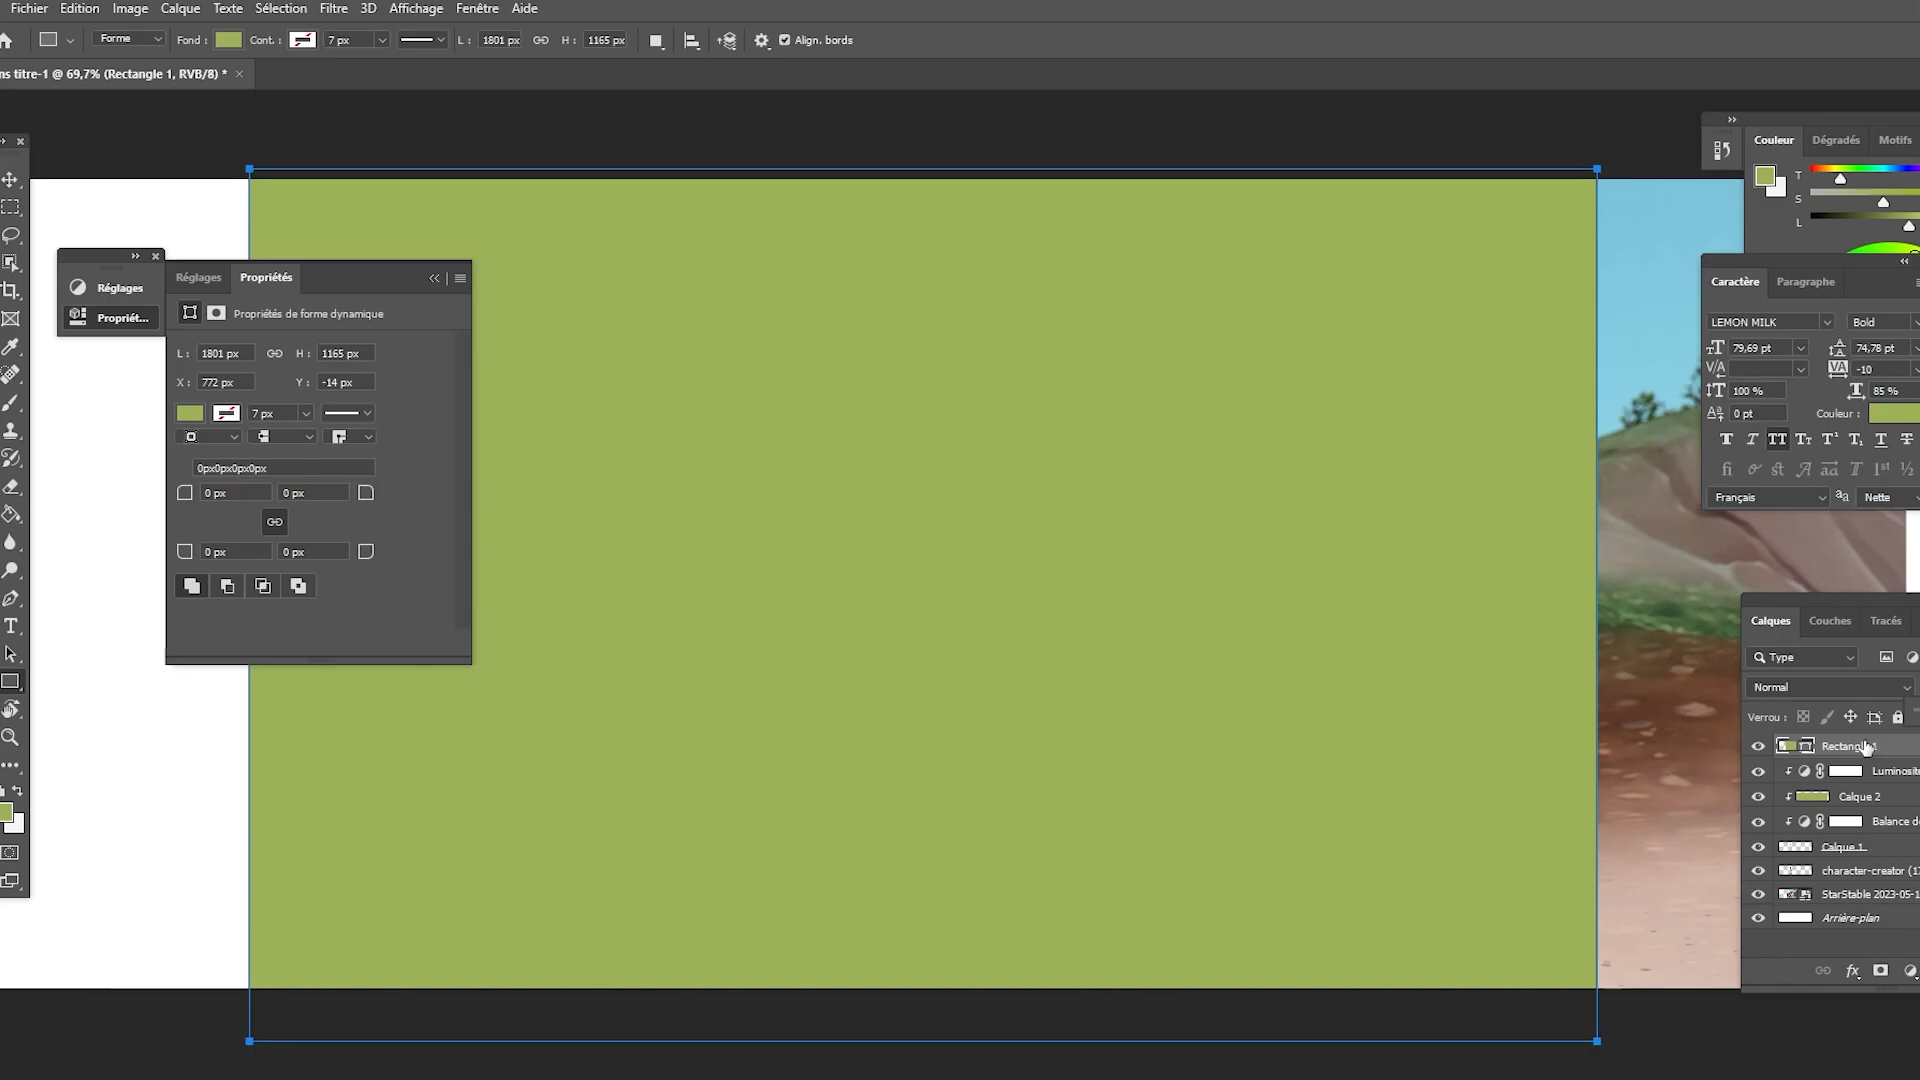 Fichier Edition Image Calque Texte Sélection Filtre 3D Affichage Fenêtre Aide
Forme Fond : Cont. : 7 px L : 1801 px H : 1165 px Align. bords
ns titre-1 @ 69,7% (Rectangle 1, RVB/8) * ×
Couleur Dégradés Motifs
T
S
L
Réglages
Propriét...
Réglages Propriétés
Propriétés de forme dynamique
L : 1801 px H : 1165 px
X : 772 px Y : -14 px
7 px
0px0px0px0px
0 px 0 px
0 px 0 px
Caractère Paragraphe
LEMON MILK Bold
79,69 pt 74,78 pt
-10
100 % 85 %
0 pt Couleur :
Français Nette
Calques Couches Tracés
Type
Normal
Verrou :
Rectangle 1
Luminosité
Calque 2
Balance de
Calque 1
character-creator (17
StarStable 2023-05-1
Arrière-plan
fx